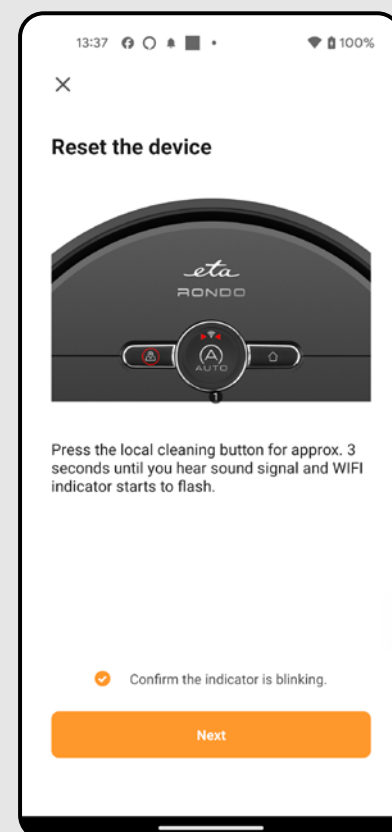 13:37
100%
Reset the device
eta
RONDO
A
AUTO
1
Press the local cleaning button for approx. 3
seconds until you hear sound signal and WIFI
indicator starts to flash.
Confirm the indicator is blinking.
Next